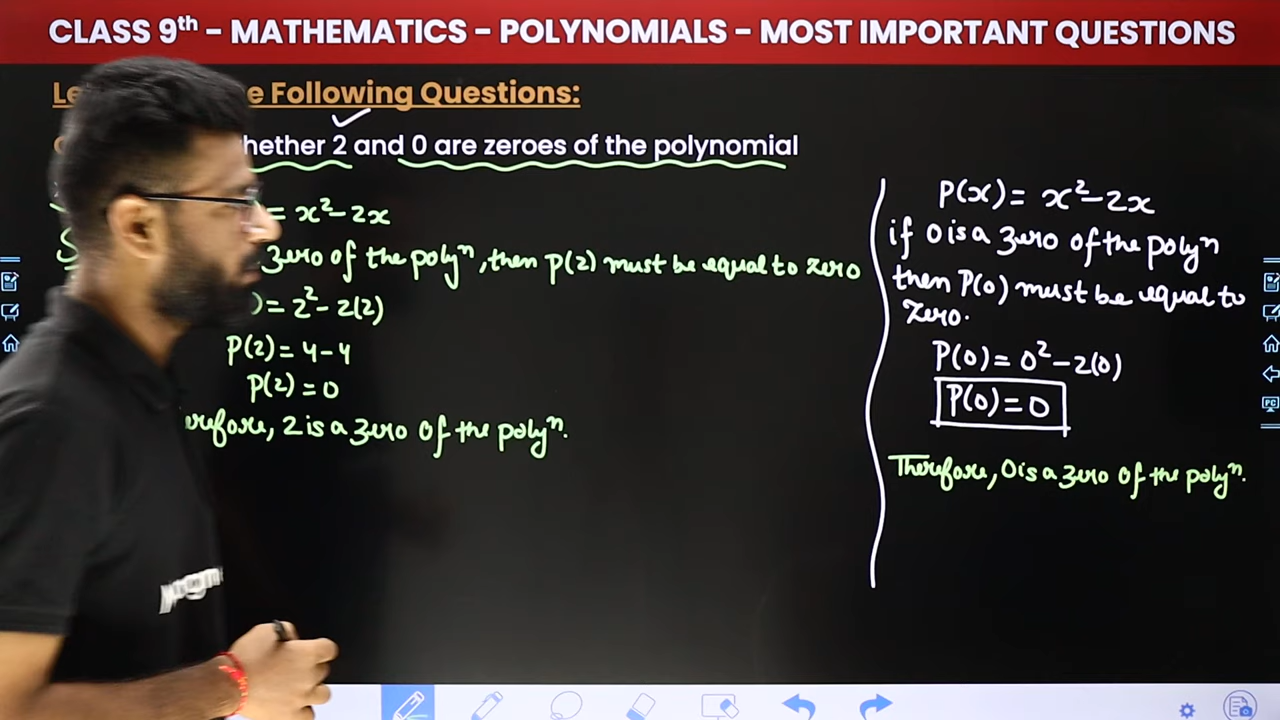 CLASS 9th – MATHEMATICS – POLYNOMIALS – MOST IMPORTANT QUESTIONS
Following Questions:
2 and 0 are zeroes of the polynomial
= x²-2x
zero of the polyⁿ, then p(2) must be equal to zero
) = 2²-2(2)
P(2) = 4-4
P(2) = 0
2 is a zero of the polyⁿ.
P(x) = x²-2x
if 0 is a zero of the polyⁿ
then P(0) must be equal to
zero.
P(0) = 0²-2(0)
P(0) = 0
Therefore, 0 is a zero of the polyⁿ.
PC